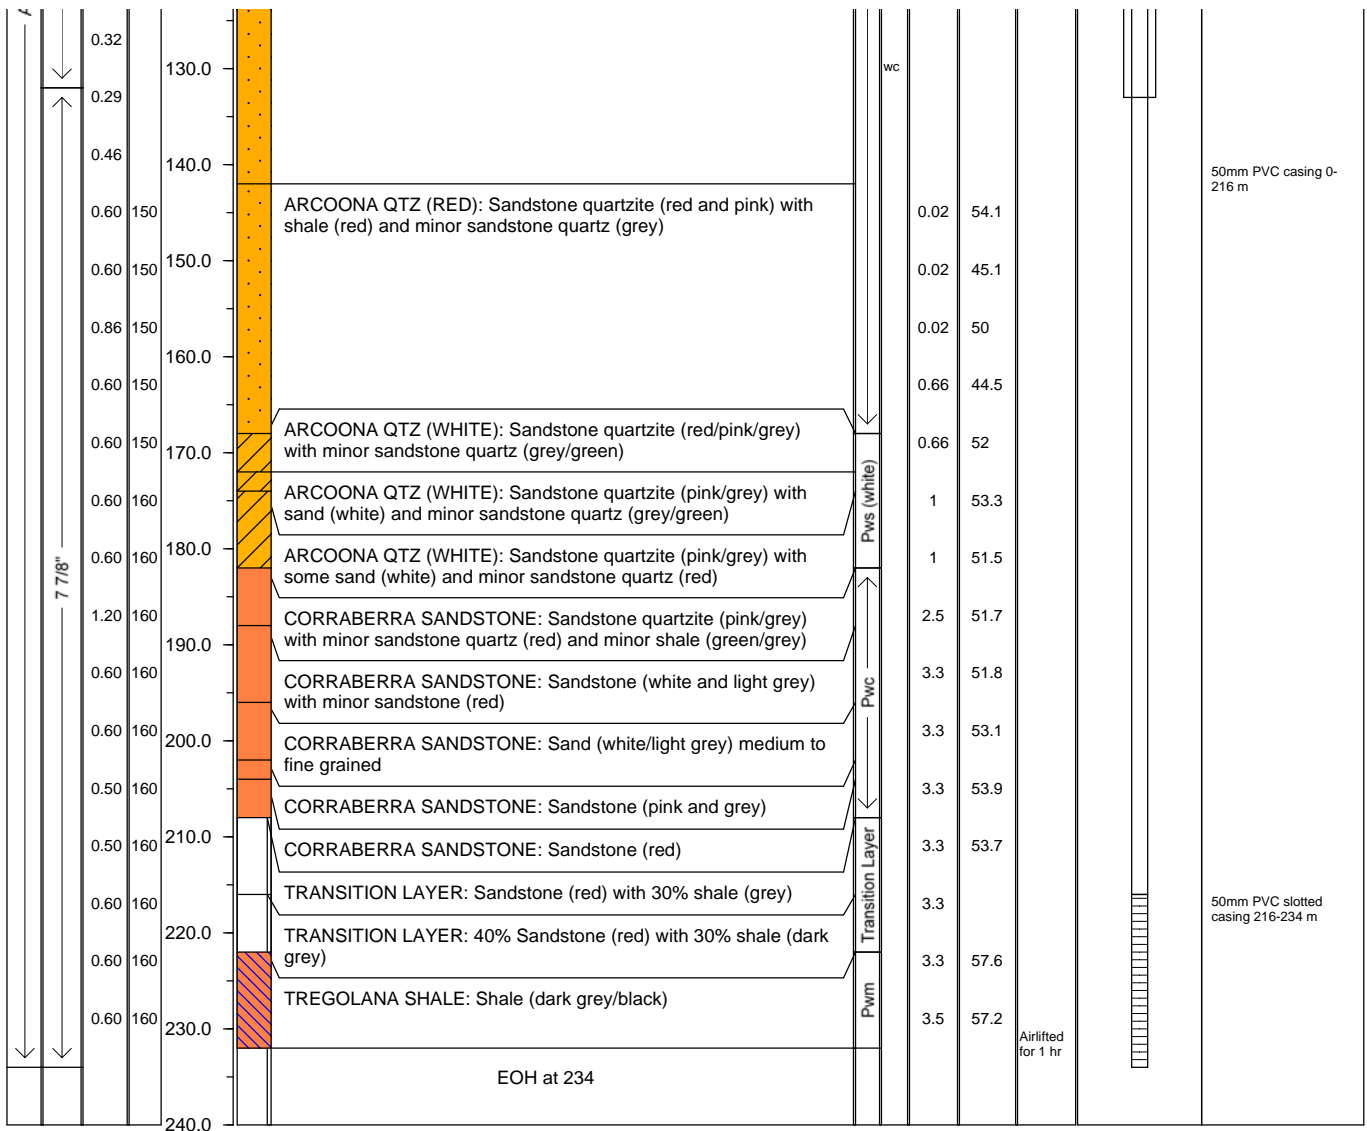 0.32
130.0
wc
0.29
0.46
140.0
50mm PVC casing 0-
216 m
ARCOONA QTZ (RED): Sandstone quartzite (red and pink) with
shale (red) and minor sandstone quartz (grey)
0.60 150
0.02 54.1
150.0
0.60 150
0.02 45.1
0.86 150
0.02 50
160.0
0.60 150
0.66 44.5
ARCOONA QTZ (WHITE): Sandstone quartzite (red/pink/grey)
with minor sandstone quartz (grey/green)
0.60 150
0.66 52
170.0
Pws (white)
ARCOONA QTZ (WHITE): Sandstone quartzite (pink/grey) with
sand (white) and minor sandstone quartz (grey/green)
0.60 160
1 53.3
180.0
7 7/8"
ARCOONA QTZ (WHITE): Sandstone quartzite (pink/grey) with
some sand (white) and minor sandstone quartz (red)
0.60 160
1 51.5
CORRABERRA SANDSTONE: Sandstone quartzite (pink/grey)
with minor sandstone quartz (red) and minor shale (green/grey)
1.20 160
2.5 51.7
190.0
0.60 160
3.3 51.8
CORRABERRA SANDSTONE: Sandstone (white and light grey)
with minor sandstone (red)
Pwc
0.60 160
3.3 53.1
200.0
CORRABERRA SANDSTONE: Sand (white/light grey) medium to
fine grained
0.50 160
3.3 53.9
CORRABERRA SANDSTONE: Sandstone (pink and grey)
210.0
0.50 160
3.3 53.7
CORRABERRA SANDSTONE: Sandstone (red)
Transition Layer
TRANSITION LAYER: Sandstone (red) with 30% shale (grey)
0.60 160
3.3
50mm PVC slotted
casing 216-234 m
220.0
TRANSITION LAYER: 40% Sandstone (red) with 30% shale (dark
grey)
0.60 160
3.3 57.6
TREGOLANA SHALE: Shale (dark grey/black)
Pwm
0.60 160
3.5 57.2
230.0
Airlifted
for 1 hr
EOH at 234
240.0